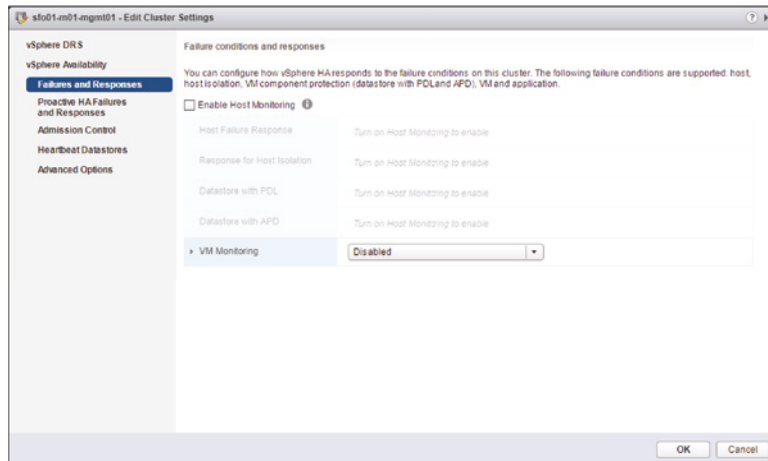 sfo01-m01-mgmt01 - Edit Cluster Settings
vSphere DRS
vSphere Availability
Failures and Responses
Proactive HA Failures
and Responses
Admission Control
Heartbeat Datastores
Advanced Options
Failure conditions and responses
You can configure how vSphere HA responds to the failure conditions on this cluster. The following failure conditions are supported: host,
host isolation, VM component protection (datastore with PDL and APD), VM and application.
Enable Host Monitoring
Host Failure Response
Turn on Host Monitoring to enable
Response for Host Isolation
Turn on Host Monitoring to enable
Datastore with PDL
Turn on Host Monitoring to enable
Datastore with APD
Turn on Host Monitoring to enable
VM Monitoring
Disabled
OK
Cancel